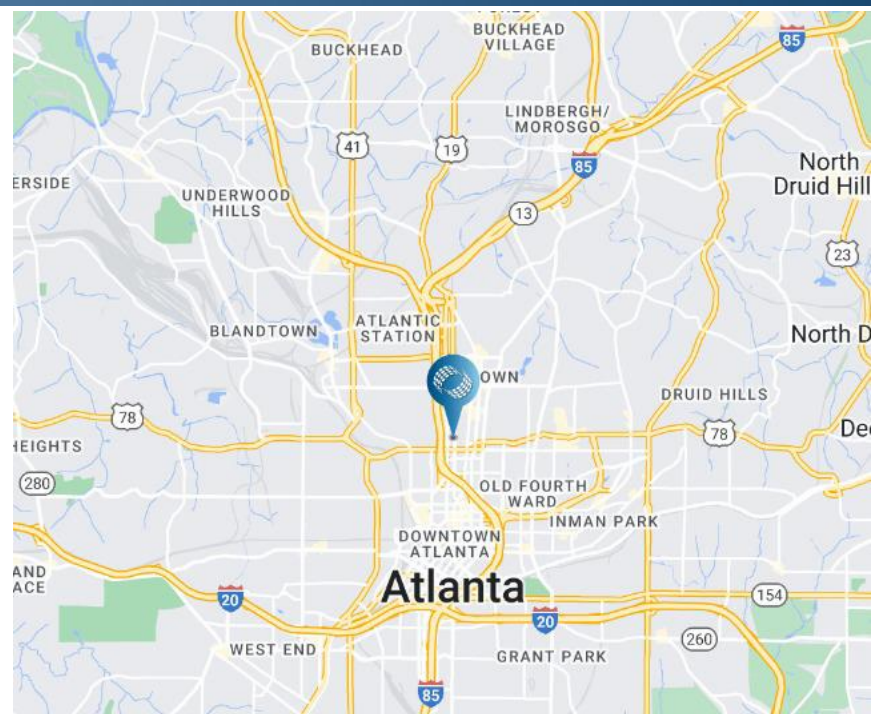 BUCKHEAD
BUCKHEAD
VILLAGE
85
LINDBERGH/
MOROSGO
41
19
85
North
Druid Hill
ERSIDE
UNDERWOOD
HILLS
13
23
BLANDTOWN
ATLANTIC
STATION
North D
OWN
DRUID HILLS
78
78
Dec
HEIGHTS
280
OLD FOURTH
WARD
INMAN PARK
DOWNTOWN
ATLANTA
AND
ACE
Atlanta
20
154
20
260
WEST END
GRANT PARK
85